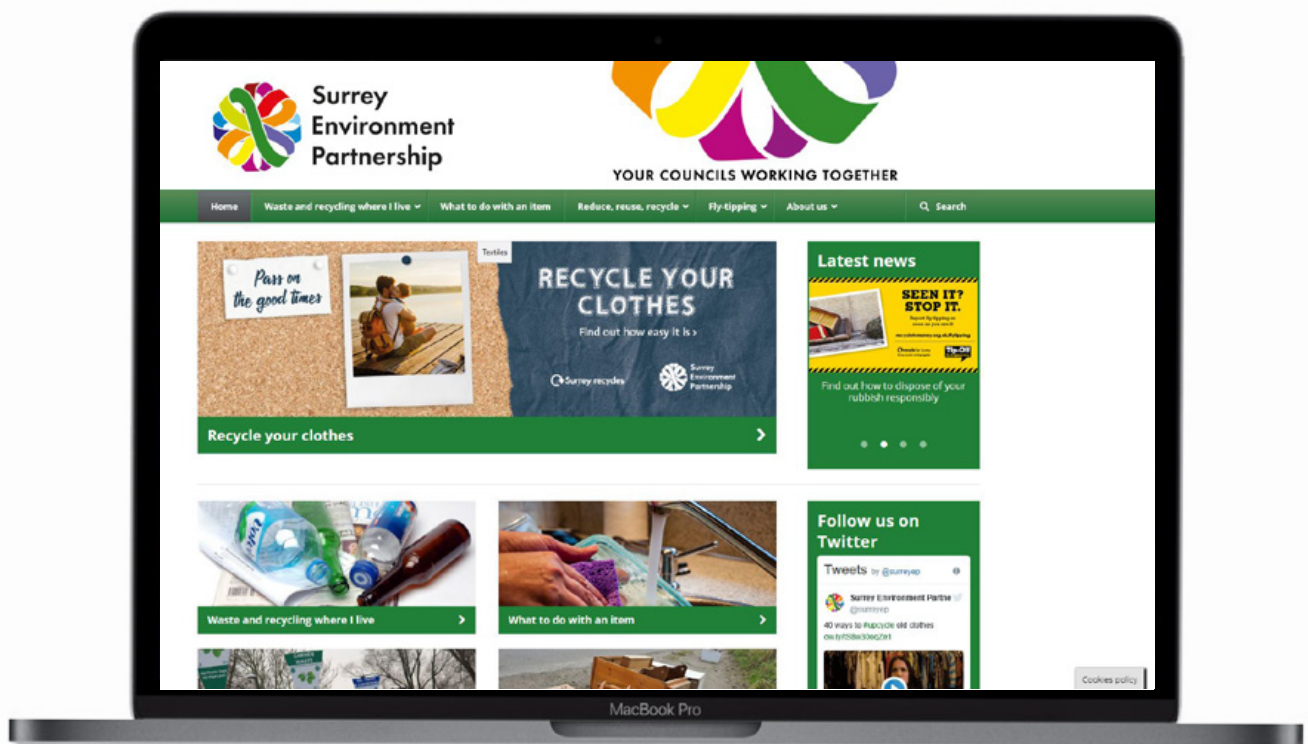 Surrey
Environment
Partnership
YOUR COUNCILS WORKING TOGETHER
Home
Waste and recycling where I live
What to do with an item
Reduce, reuse, recycle
Fly-tipping
About us
Search
Pass on
the good times
Textiles
RECYCLE YOUR
CLOTHES
Find out how easy it is >
Surrey recycles
Surrey
Environment
Partnership
Recycle your clothes
Latest news
SEEN IT?
STOP IT.
Find out how to dispose of your
rubbish responsibly
Waste and recycling where I live
What to do with an item
Follow us on
Twitter
Tweets by @surreyep
Surrey Environment Partne
@surreyep
40 ways to #upcycle old clothes
Cookies policy
MacBook Pro